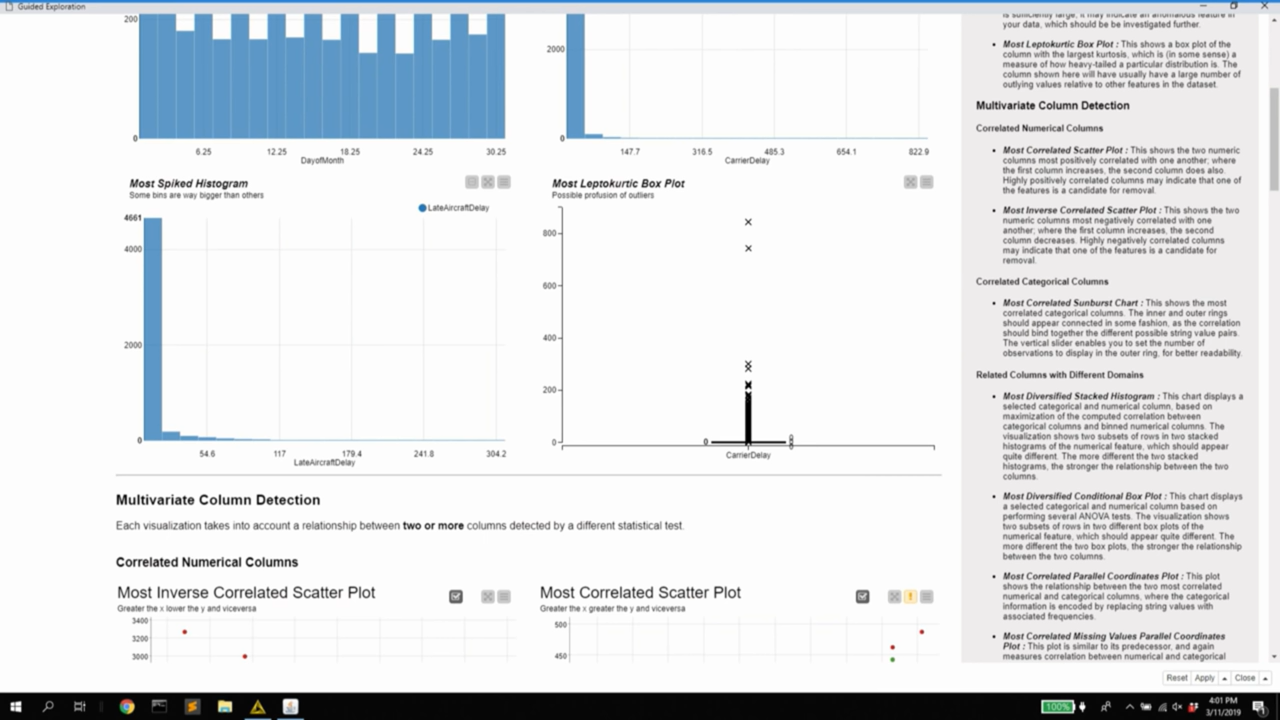 Guided Exploration
200
0
6.25
12.25
18.25
24.25
30.25
DayofMonth
2000
0
147.7
316.5
485.3
654.1
822.9
CarrierDelay
Most Spiked Histogram
Some bins are way bigger than others
LateAircraftDelay
4661
4000
2000
0
54.6
117
179.4
241.8
304.2
LateAircraftDelay
Most Leptokurtic Box Plot
Possible profusion of outliers
800
600
400
200
0
0
CarrierDelay
Multivariate Column Detection
Each visualization takes into account a relationship between two or more columns detected by a different statistical test.
Correlated Numerical Columns
Most Inverse Correlated Scatter Plot
Greater the x lower the y and viceversa
3400
3200
3000
Most Correlated Scatter Plot
Greater the x greater the y and viceversa
!
500
450
is sufficiently large, it may indicate an anomalous feature in
your data, which should be be investigated further.
• Most Leptokurtic Box Plot : This shows a box plot of the
column with the largest kurtosis, which is (in some sense) a
measure of how heavy-tailed a particular distribution is. The
column shown here will have usually have a large number of
outlying values relative to other features in the dataset.
Multivariate Column Detection
Correlated Numerical Columns
• Most Correlated Scatter Plot : This shows the two numeric
columns most positively correlated with one another; where
the first column increases, the second column does also.
Highly positively correlated columns may indicate that one of
the features is a candidate for removal.
• Most Inverse Correlated Scatter Plot : This shows the two
numeric columns most negatively correlated with one
another; where the first column increases, the second
column decreases. Highly negatively correlated columns
may indicate that one of the features is a candidate for
removal.
Correlated Categorical Columns
• Most Correlated Sunburst Chart : This shows the most
correlated categorical columns. The inner and outer rings
should appear connected in some fashion, as the correlation
should bind together the different possible string value pairs.
The vertical slider enables you to set the number of
observations to display in the outer ring, for better readability.
Related Columns with Different Domains
• Most Diversified Stacked Histogram : This chart displays a
selected categorical and numerical column, based on
maximization of the computed correlation between
categorical columns and binned numerical columns. The
visualization shows two subsets of rows in two stacked
histograms of the numerical feature, which should appear
quite different. The more different the two stacked
histograms, the stronger the relationship between the two
columns.
• Most Diversified Conditional Box Plot : This chart displays
a selected categorical and numerical column based on
performing several ANOVA tests. The visualization shows
two subsets of rows in two different box plots of the
numerical feature, which should appear quite different. The
more different the two box plots, the stronger the relationship
between the two columns.
• Most Correlated Parallel Coordinates Plot : This plot
shows the relationship between the two most correlated
numerical and categorical columns, where the categorical
information is encoded by replacing string values with
associated frequencies.
• Most Correlated Missing Values Parallel Coordinates
Plot : This plot is similar to its predecessor, and again
measures correlation between numerical and categorical
Reset Apply Close
100%
4:01 PM
3/11/2019